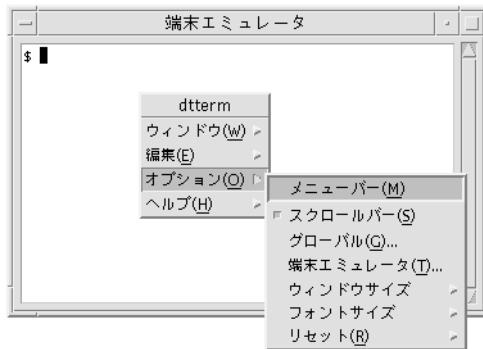 端末エミュレータ
$
dtterm
ウィンドウ(W)
編集(E)
オプション(O)
ヘルプ(H)
メニューバー(M)
スクロールバー(S)
グローバル(G)...
端末エミュレータ(T)...
ウィンドウサイズ
フォントサイズ
リセット(R)